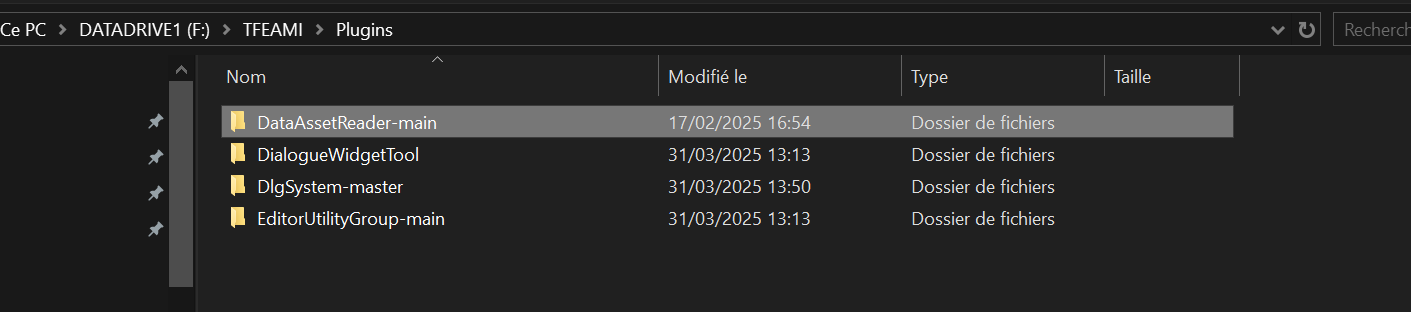 Ce PC > DATADRIVE1 (F:) > TFEAMI > Plugins Recherch
Nom Modifié le Type Taille
DataAssetReader-main 17/02/2025 16:54 Dossier de fichiers
DialogueWidgetTool 31/03/2025 13:13 Dossier de fichiers
DlgSystem-master 31/03/2025 13:50 Dossier de fichiers
EditorUtilityGroup-main 31/03/2025 13:13 Dossier de fichiers